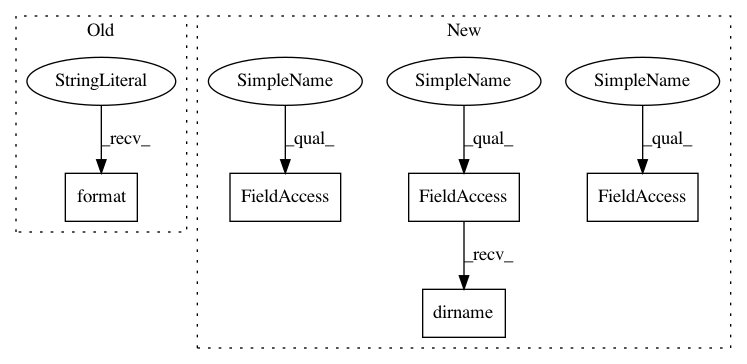 Old
New
StringLiteral
SimpleName
SimpleName
SimpleName
_recv_
_qual_
_qual_
_qual_
format
FieldAccess
FieldAccess
FieldAccess
_recv_
dirname